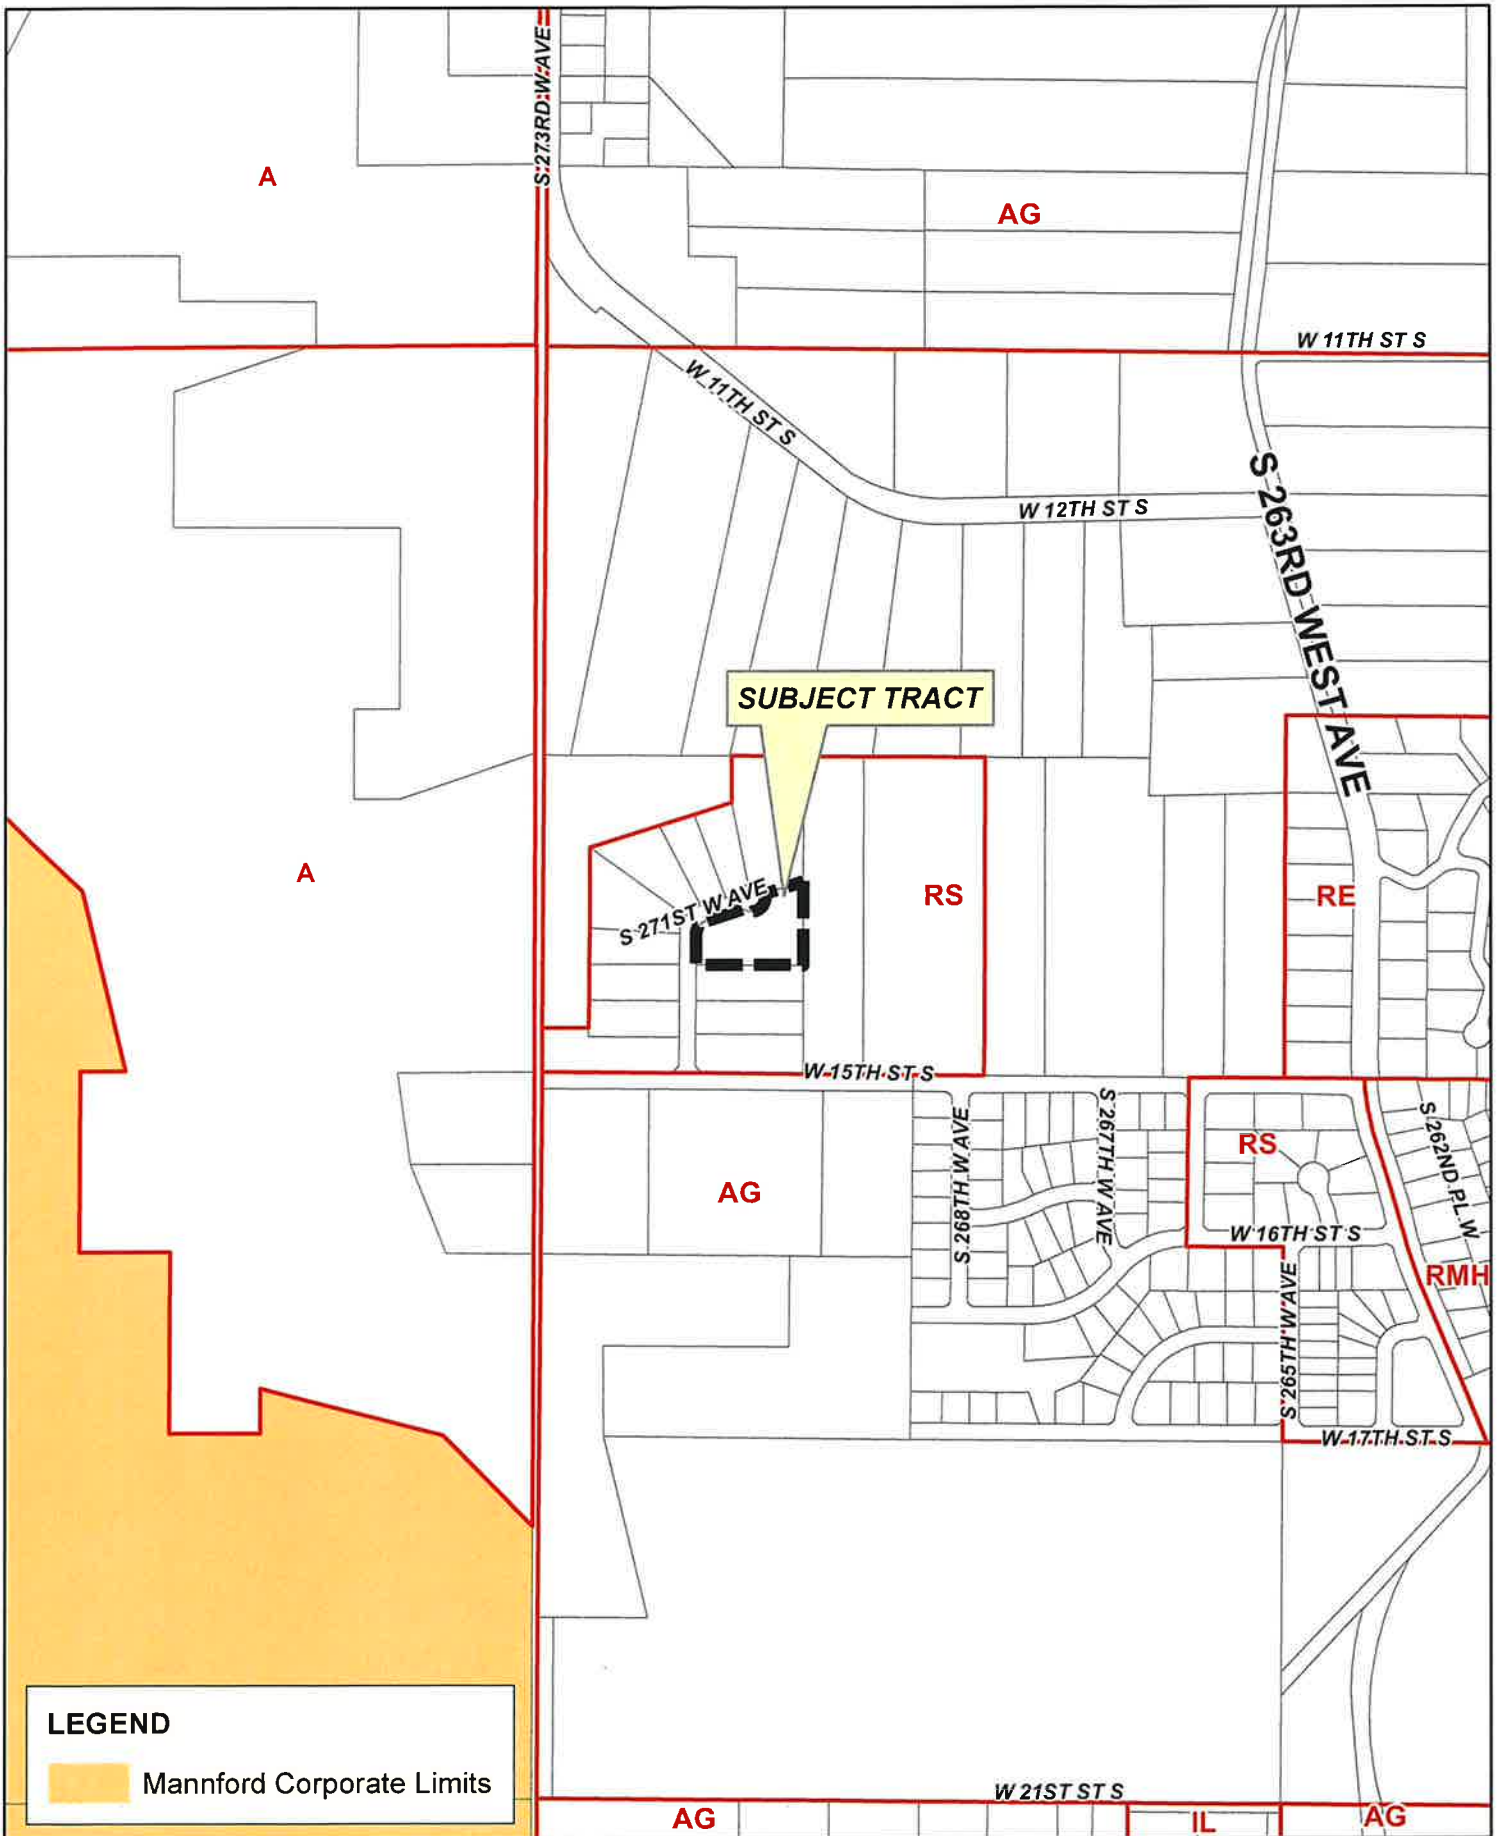 S 273RD W AVE
A
AG
W 11TH ST S
W 11TH ST S
W 12TH ST S
S 263RD WEST AVE
SUBJECT TRACT
A
S 271ST W AVE
RS
RE
W 15TH ST S
S 268TH W AVE
S 267TH W AVE
RS
S 262ND PL W
AG
W 16TH ST S
RMH
S 265TH W AVE
W 17TH ST S
LEGEND
Mannford Corporate Limits
W 21ST ST S
AG
IL
AG